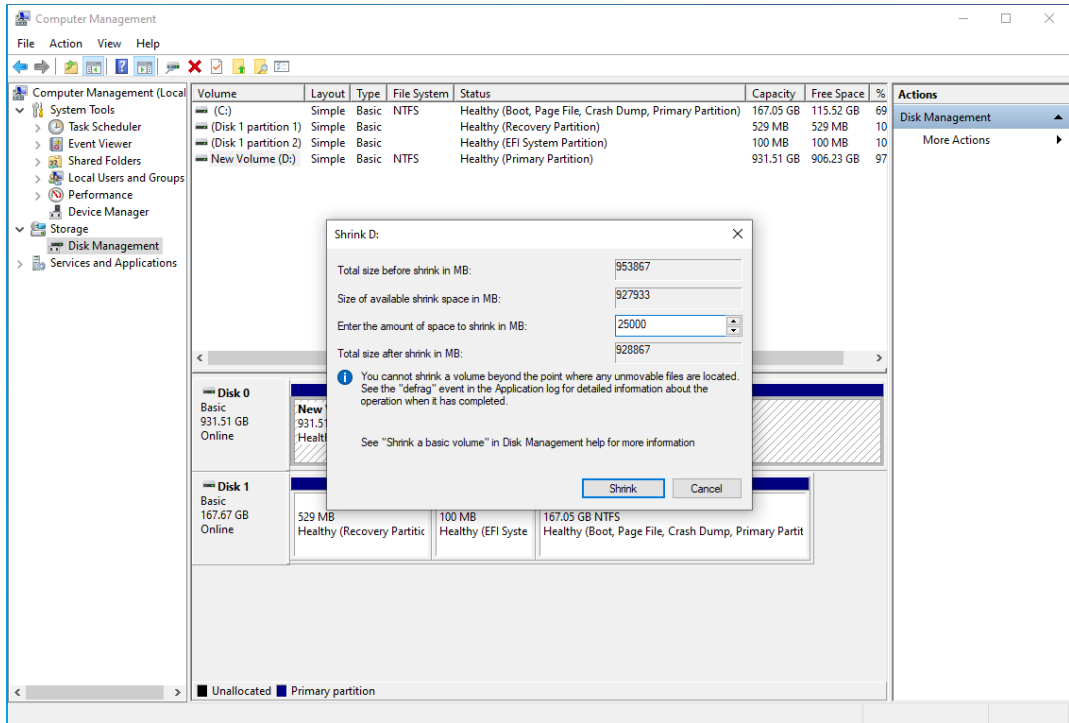 Computer Management
File Action View Help
Computer Management (Local
System Tools
Task Scheduler
Event Viewer
Shared Folders
Local Users and Groups
Performance
Device Manager
Storage
Disk Management
Services and Applications
Volume Layout Type File System Status Capacity Free Space %
(C:) Simple Basic NTFS Healthy (Boot, Page File, Crash Dump, Primary Partition) 167.05 GB 115.52 GB 69
(Disk 1 partition 1) Simple Basic Healthy (Recovery Partition) 529 MB 529 MB 10
(Disk 1 partition 2) Simple Basic Healthy (EFI System Partition) 100 MB 100 MB 10
New Volume (D:) Simple Basic NTFS Healthy (Primary Partition) 931.51 GB 906.23 GB 97
Actions
Disk Management
More Actions
Shrink D:
Total size before shrink in MB: 953867
Size of available shrink space in MB: 927933
Enter the amount of space to shrink in MB: 25000
Total size after shrink in MB: 928867
You cannot shrink a volume beyond the point where any unmovable files are located.
See the "defrag" event in the Application log for detailed information about the
operation when it has completed.
See "Shrink a basic volume" in Disk Management help for more information
Shrink Cancel
Disk 0
Basic
931.51 GB
Online
New
931.51
Healt
Disk 1
Basic
167.67 GB
Online
529 MB
Healthy (Recovery Partitic
100 MB
Healthy (EFI Syste
167.05 GB NTFS
Healthy (Boot, Page File, Crash Dump, Primary Partit
Unallocated Primary partition